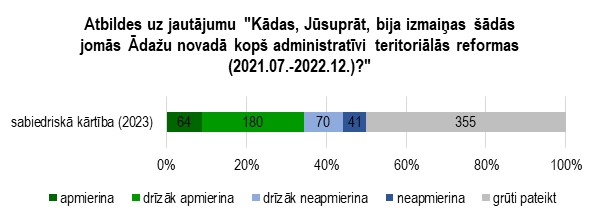 Atbildes uz jautājumu "Kādas, Jūsuprāt, bija izmaiņas šādās
jomās Ādažu novadā kopš administratīvi teritoriālās reformas
(2021.07.-2022.12.)?"
sabiedriskā kārtība (2023) 64 180 70 41 355
0% 20% 40% 60% 80% 100%
apmierina drīzāk apmierina drīzāk neapmierina neapmierina grūti pateikt